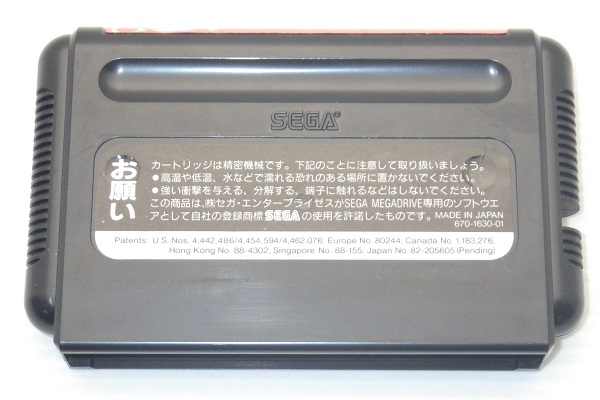 SEGA®
お願い
カートリッジは精密機械です。下記のことに注意して取り扱いましょう。
●高温や低温、水などで濡れる恐れのある場所に置かないでください。
●強い衝撃を与える、分解する、端子に触れるなどはしないでください。
この商品は、㈱セガ・エンタープライゼスがSEGA MEGADRIVE専用のソフトウエ
アとして自社の登録商標SEGAの使用を許諾したものです。MADE IN JAPAN
670-1630-01
Patents: U.S. Nos. 4,442,486/4,454,594/4,462,076; Europe No. 80244; Canada No. 1,183,276;
Hong Kong No. 88-4302; Singapore No. 88-155; Japan No. 82-205605(Pending)